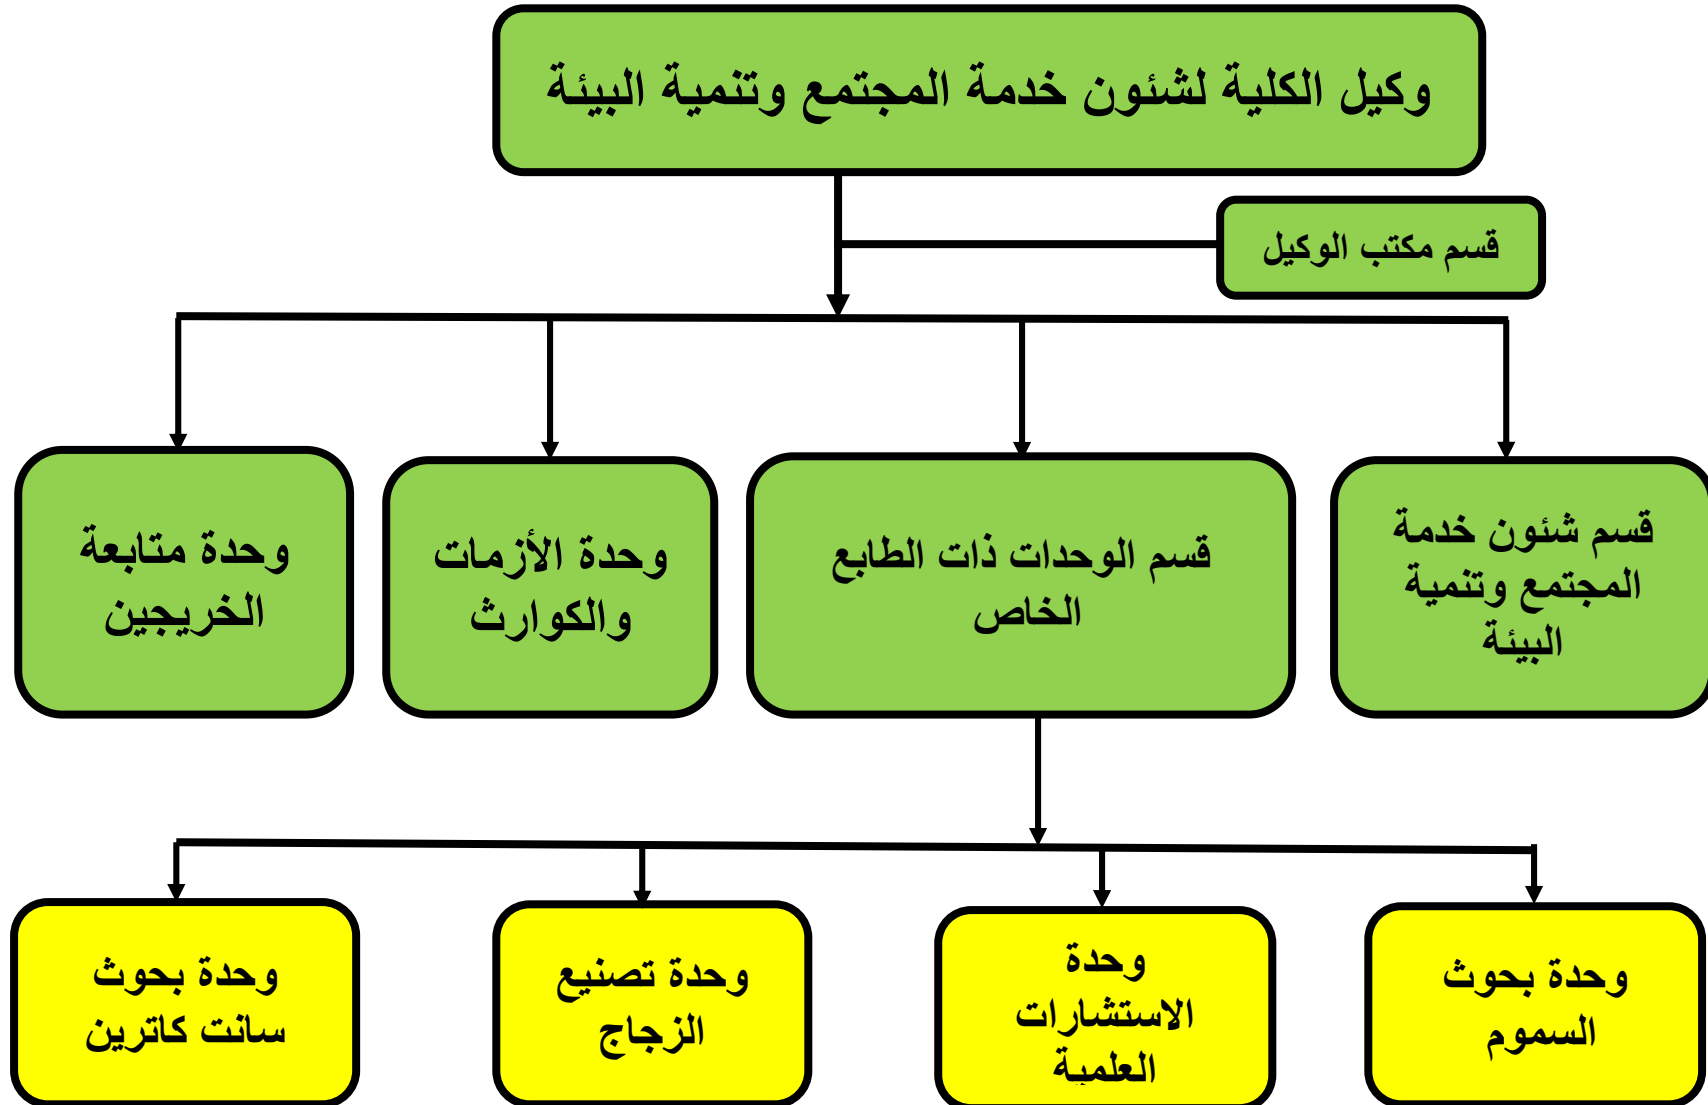 وكيل الكلية لشئون خدمة المجتمع وتنمية البيئة
قسم مكتب الوكيل
قسم شئون خدمة
المجتمع وتنمية
البيئة
قسم الوحدات ذات الطابع
الخاص
وحدة الأزمات
والكوارث
وحدة متابعة
الخريجين
وحدة بحوث
السموم
وحدة
الاستشارات
العلمية
وحدة تصنيع
الزجاج
وحدة بحوث
سانت كاترين